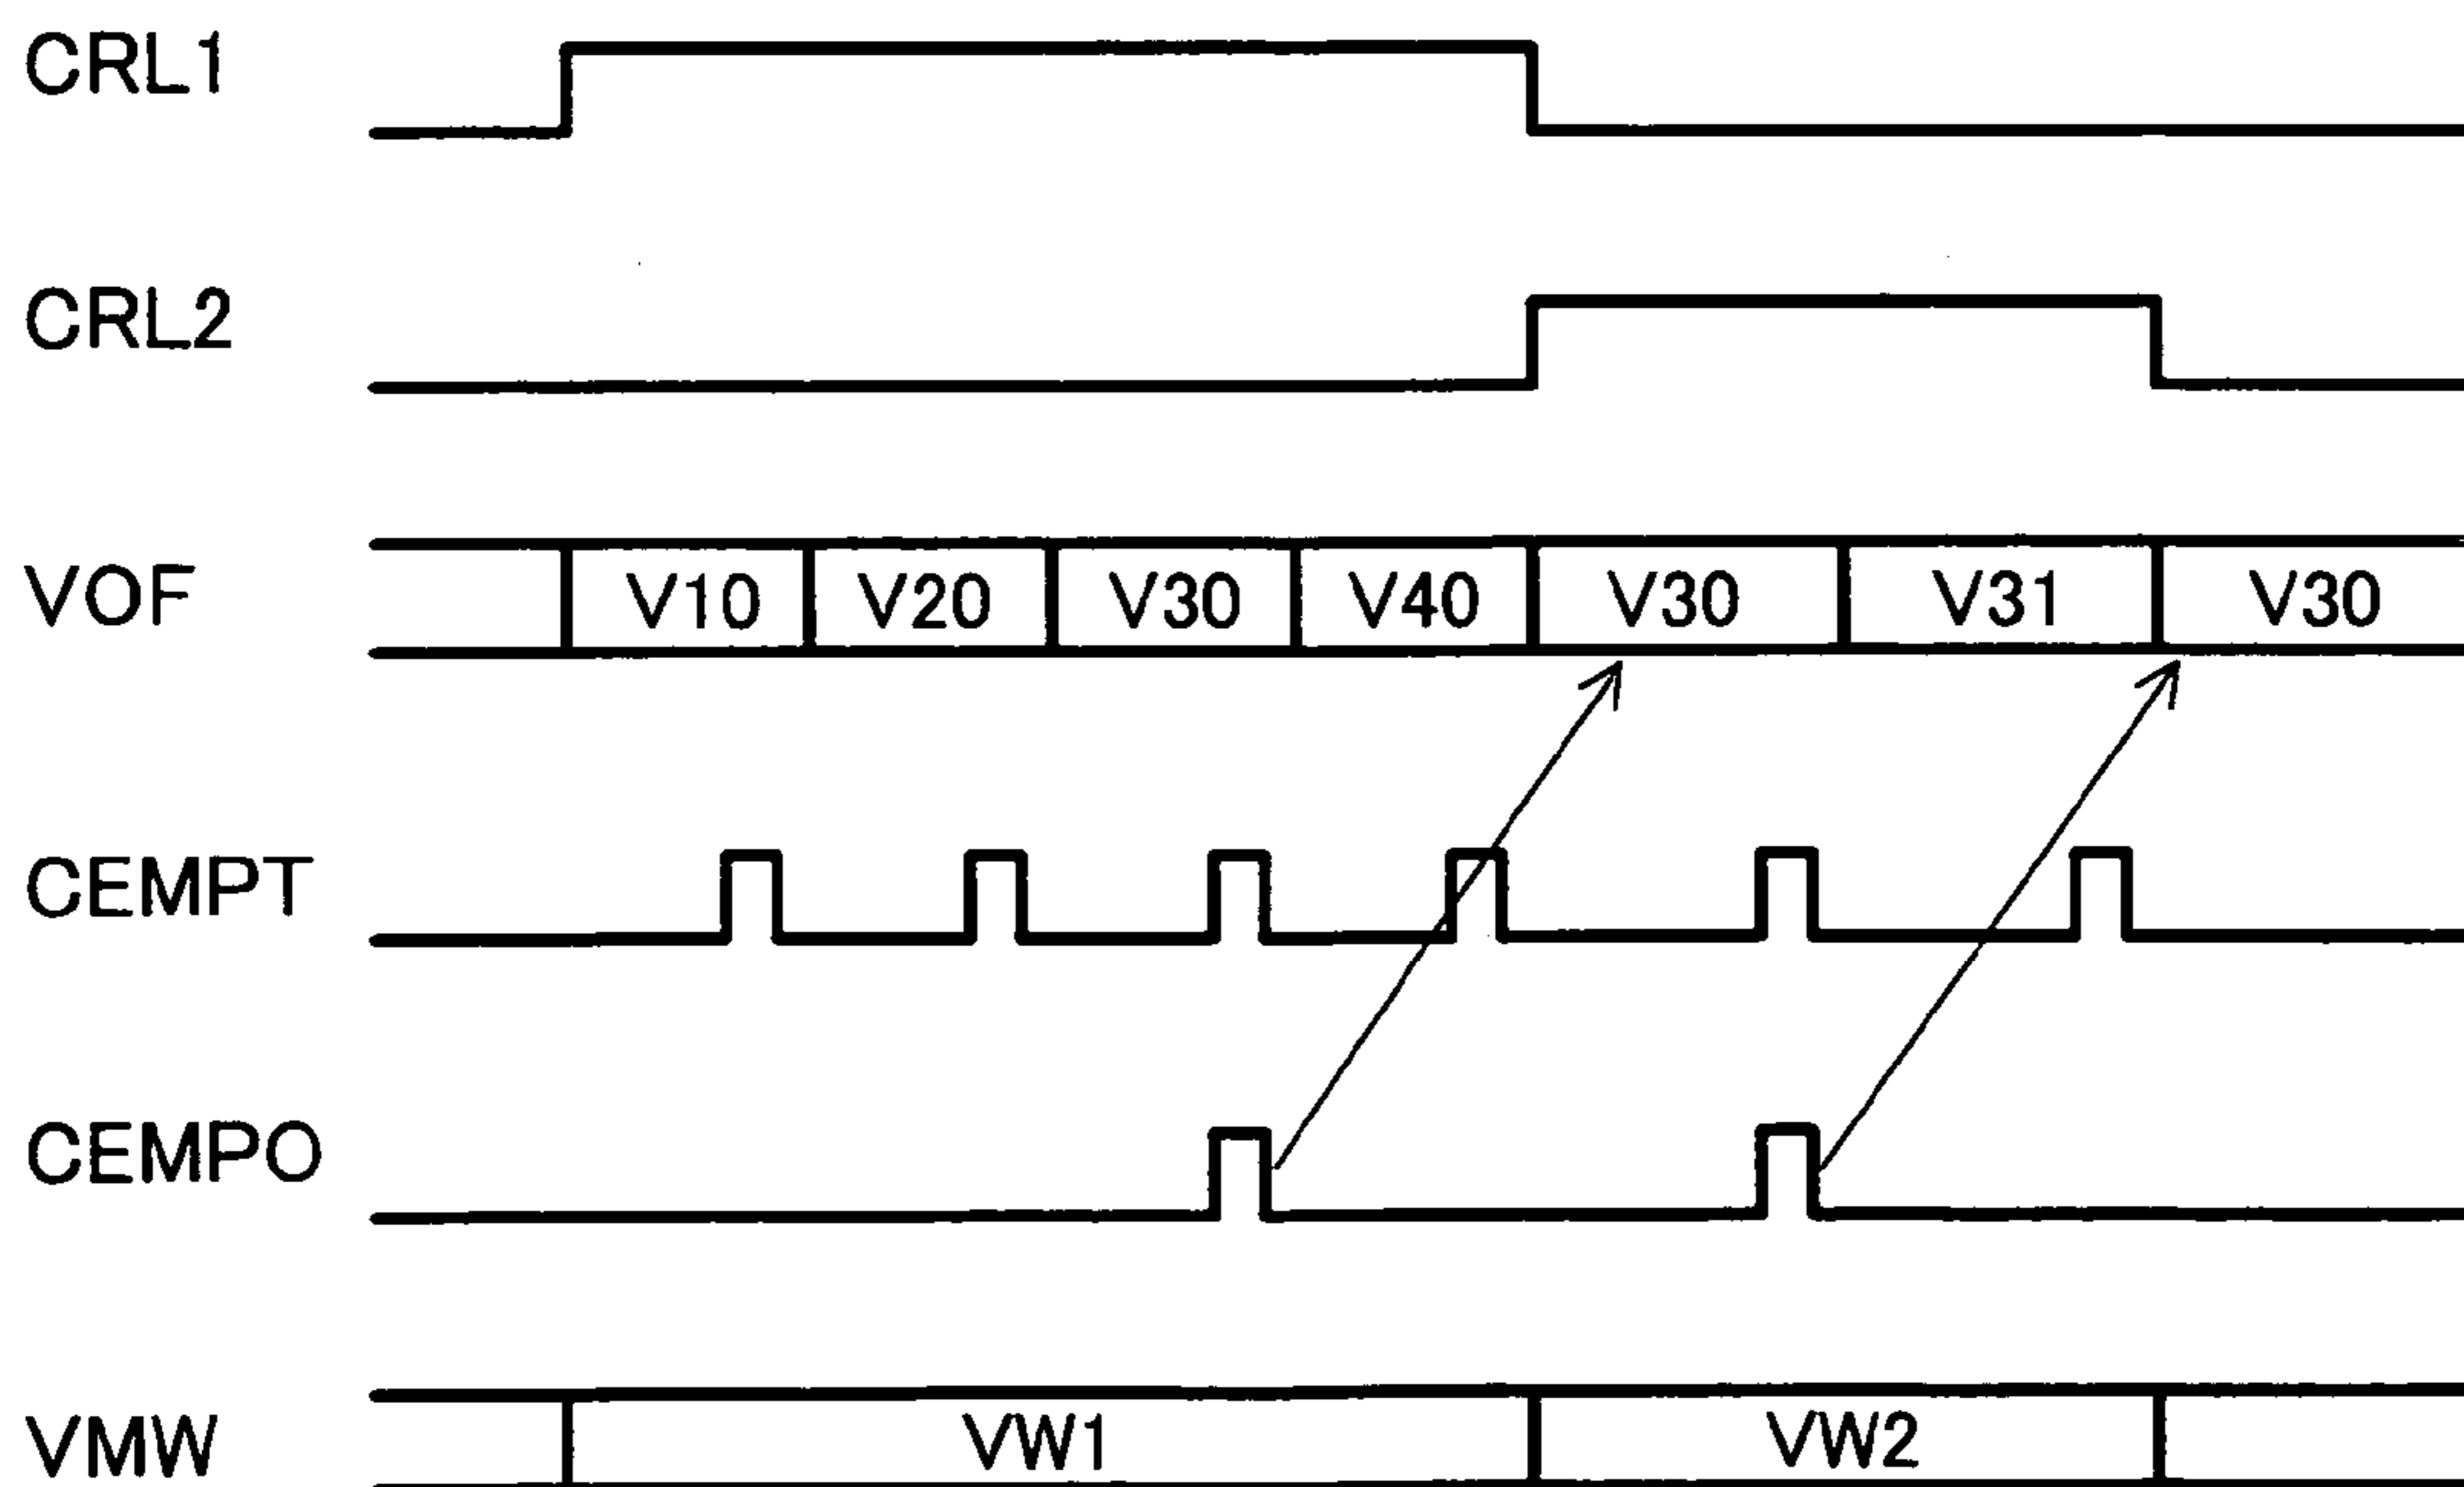 CRL1
CRL2
VOF V10 V20 V30 V40 V30 V31 V30
CEMPT
CEMPO
VMW VW1 VW2